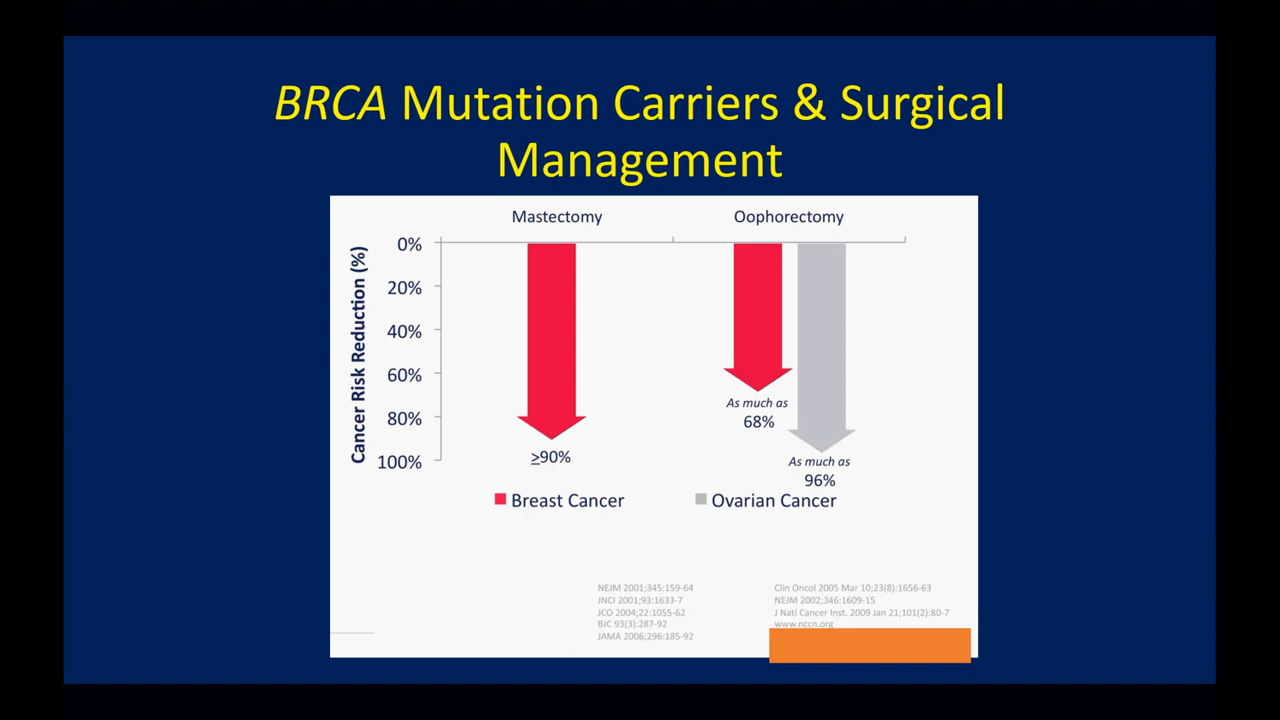 BRCA Mutation Carriers & Surgical
Management
Mastectomy
Oophorectomy
Cancer Risk Reduction (%)
0%
20%
40%
60%
80%
100%
≥90%
As much as
68%
As much as
96%
Breast Cancer
Ovarian Cancer
NEJM 2001;345:159-64
JNCI 2001;93:1633-7
JCO 2004;22:1055-62
BJC 93(3):287-92
JAMA 2006;296:185-92
Clin Oncol 2005 Mar 10;23(8):1656-63
NEJM 2002;346:1609-15
J Natl Cancer Inst. 2009 Jan 21;101(2):80-7
www.nccn.org